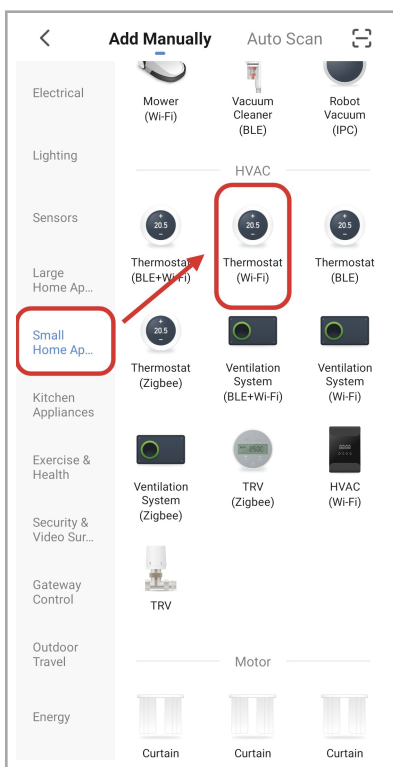 Add Manually
Auto Scan
Electrical
Lighting
Sensors
Large
Home Ap...
Small
Home Ap...
Kitchen
Appliances
Exercise &
Health
Security &
Video Sur...
Gateway
Control
Outdoor
Travel
Energy
Mower
(Wi-Fi)
Vacuum
Cleaner
(BLE)
Robot
Vacuum
(IPC)
HVAC
20.5
Thermostat
(BLE+Wi-Fi)
20.5
Thermostat
(Wi-Fi)
20.5
Thermostat
(BLE)
20.5
Thermostat
(Zigbee)
Ventilation
System
(BLE+Wi-Fi)
Ventilation
System
(Wi-Fi)
Ventilation
System
(Zigbee)
TRV
(Zigbee)
HVAC
(Wi-Fi)
TRV
Motor
Curtain
Curtain
Curtain